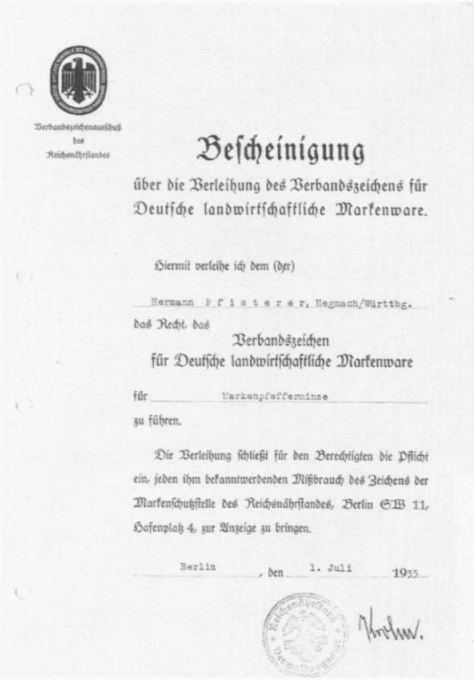 Verbandszeichenausschuß
des
Reichsnährstandes
Bescheinigung
über die Verleihung des Verbandszeichens für
Deutsche landwirtschaftliche Markenware.
Hiermit verleihe ich dem (der)
Hermann Pfisterer, Hegnach/Württbg.
das Recht, das
Verbandszeichen
für Deutsche landwirtschaftliche Markenware
für Markenpfefferminze
zu führen.
Die Verleihung schließt für den Berechtigten die Pflicht
ein, jeden ihm bekanntwerdenden Mißbrauch des Zeichens der
Markenschutzstelle des Reichsnährstandes, Berlin SW 11,
Hafenplatz 4, zur Anzeige zu bringen.
Berlin, den 1. Juli 1935
Reichsnährstand